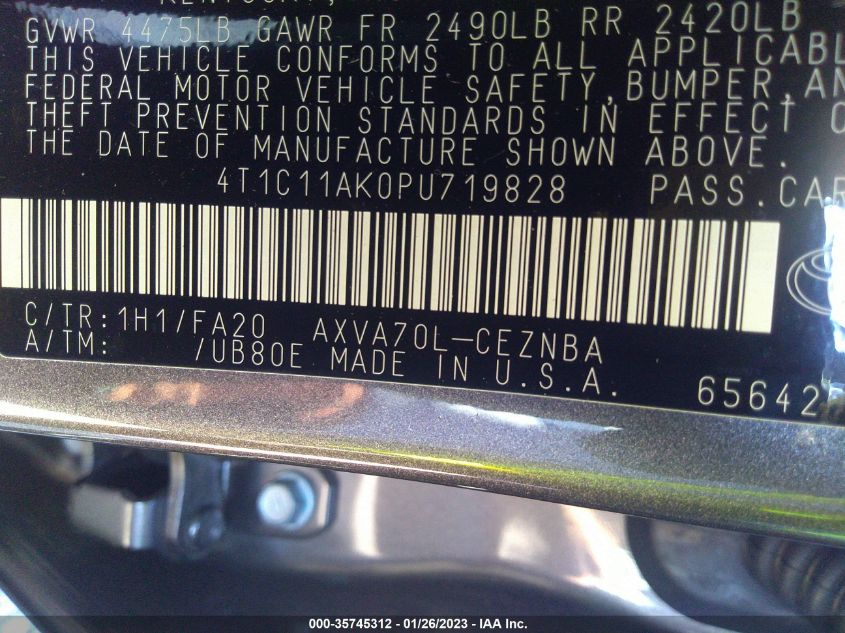 GVWR 4475LB GAWR FR 2490LB RR 2420LB
THIS VEHICLE CONFORMS TO ALL APPLICABL
FEDERAL MOTOR VEHICLE SAFETY, BUMPER, AN
THEFT PREVENTION STANDARDS IN EFFECT O
THE DATE OF MANUFACTURE SHOWN ABOVE.
4T1C11AK0PU719828 PASS.CAR
C/TR:1H1/FA20 AXVA70L-CEZNBA
A/TM: /UB80E MADE IN U.S.A. 65642
000-35745312 - 01/26/2023 - IAA Inc.